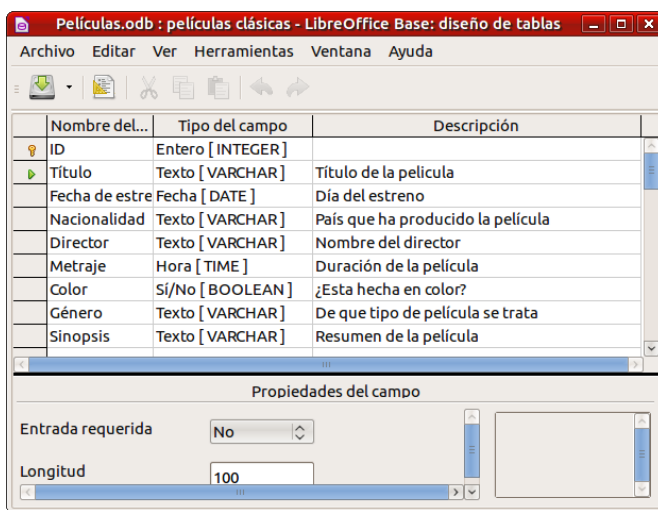 Películas.odb : películas clásicas - LibreOffice Base: diseño de tablas
Archivo Editar Ver Herramientas Ventana Ayuda
Nombre del... Tipo del campo Descripción
ID Entero [ INTEGER ]
Título Texto [ VARCHAR ] Título de la pelicula
Fecha de estre Fecha [ DATE ] Día del estreno
Nacionalidad Texto [ VARCHAR ] País que ha producido la película
Director Texto [ VARCHAR ] Nombre del director
Metraje Hora [ TIME ] Duración de la película
Color Sí/No [ BOOLEAN ] ¿Esta hecha en color?
Género Texto [ VARCHAR ] De que tipo de película se trata
Sinopsis Texto [ VARCHAR ] Resumen de la película
Propiedades del campo
Entrada requerida No
Longitud 100